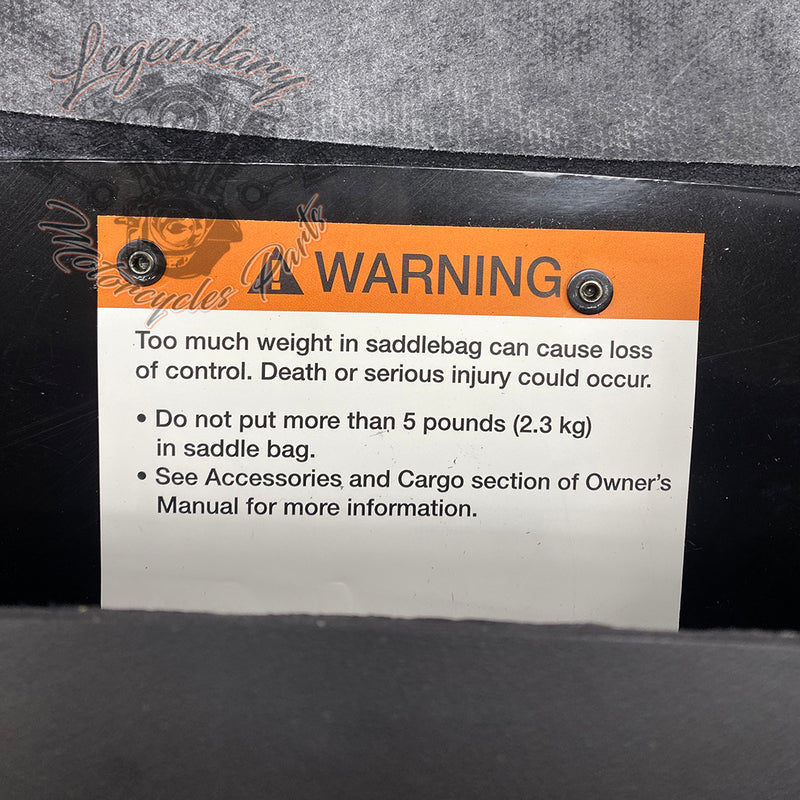 Legendary
Motorcycles Parts
WARNING
Too much weight in saddlebag can cause loss
of control. Death or serious injury could occur.
• Do not put more than 5 pounds (2.3 kg)
in saddle bag.
• See Accessories and Cargo section of Owner's
Manual for more information.